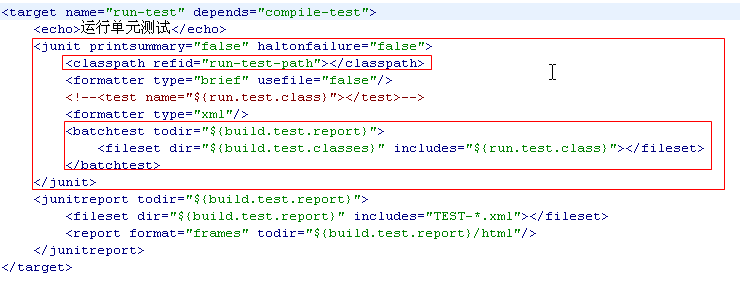 <target name="run-test" depends="compile-test">
<echo>运行单元测试</echo>
<junit printsummary="false" haltonfailure="false">
<classpath refid="run-test-path"></classpath>
<formatter type="brief" usefile="false"/>
<!--<test name="${run.test.class}"></test>-->
<formatter type="xml"/>
<batchtest todir="${build.test.report}">
<fileset dir="${build.test.classes}" includes="${run.test.class}"></fileset>
</batchtest>
</junit>
<junitreport todir="${build.test.report}">
<fileset dir="${build.test.report}" includes="TEST-*.xml"></fileset>
<report format="frames" todir="${build.test.report}/html"/>
</junitreport>
</target>